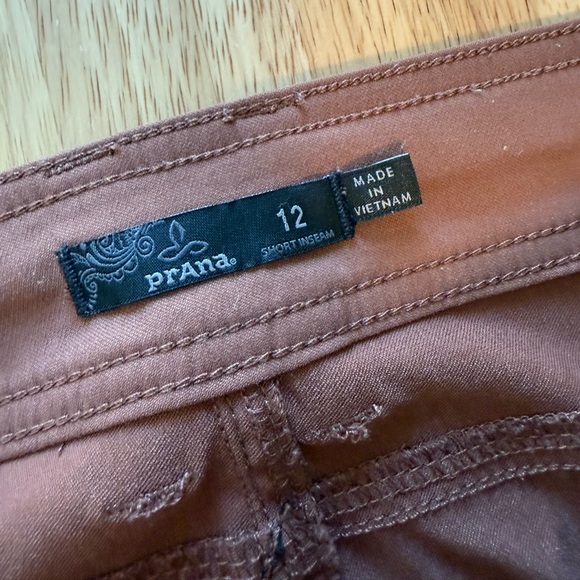 prAna®
12
SHORT INSEAM
MADE
IN
VIETNAM